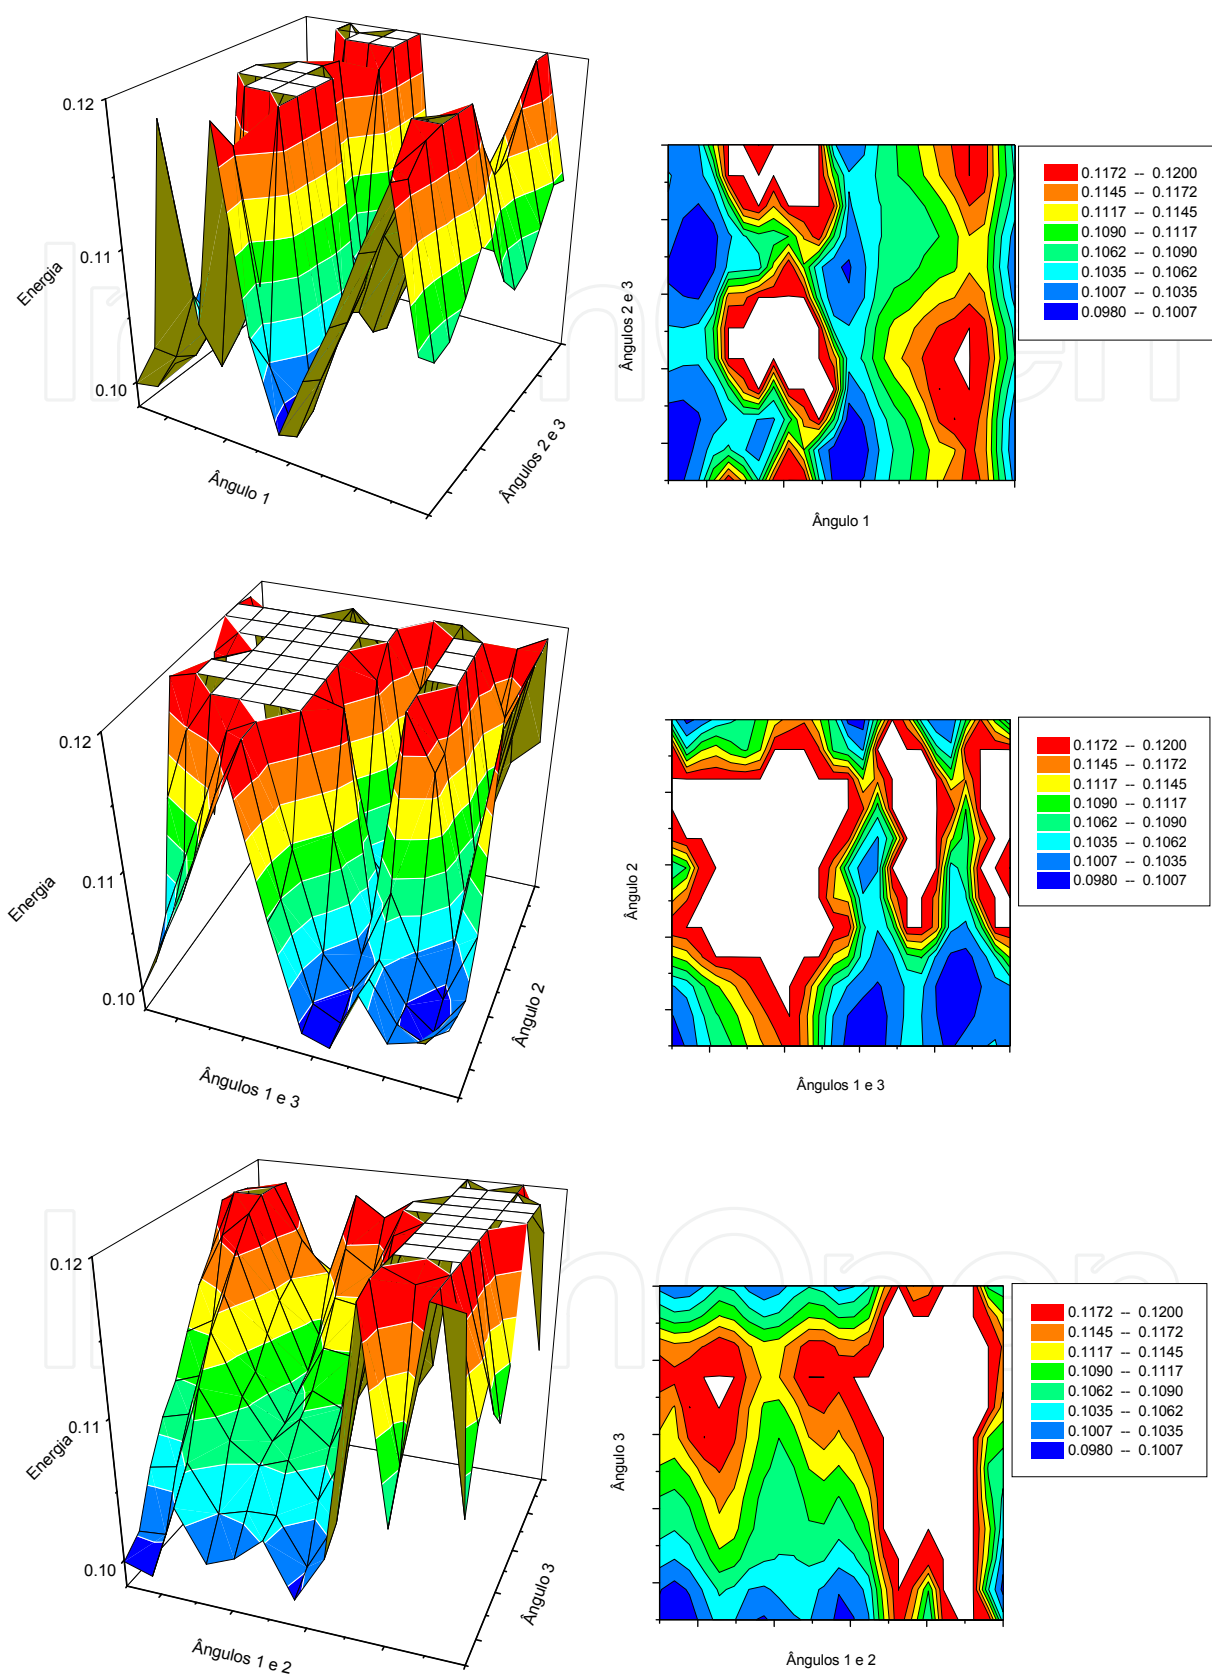 0.12
0.11
0.10
Energia
Ângulo 1
Ângulos 2 e 3
Ângulos 2 e 3
Ângulo 1
0.1172 -- 0.1200
0.1145 -- 0.1172
0.1117 -- 0.1145
0.1090 -- 0.1117
0.1062 -- 0.1090
0.1035 -- 0.1062
0.1007 -- 0.1035
0.0980 -- 0.1007
0.12
0.11
0.10
Energia
Ângulos 1 e 3
Ângulo 2
Ângulo 2
Ângulos 1 e 3
0.1172 -- 0.1200
0.1145 -- 0.1172
0.1117 -- 0.1145
0.1090 -- 0.1117
0.1062 -- 0.1090
0.1035 -- 0.1062
0.1007 -- 0.1035
0.0980 -- 0.1007
0.12
0.11
0.10
Energia
Ângulos 1 e 2
Ângulo 3
Ângulo 3
Ângulos 1 e 2
0.1172 -- 0.1200
0.1145 -- 0.1172
0.1117 -- 0.1145
0.1090 -- 0.1117
0.1062 -- 0.1090
0.1035 -- 0.1062
0.1007 -- 0.1035
0.0980 -- 0.1007